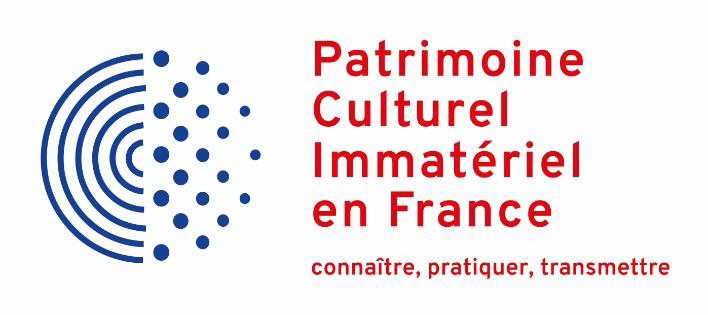 Patrimoine
Culturel
Immatériel
en France
connaître, pratiquer, transmettre